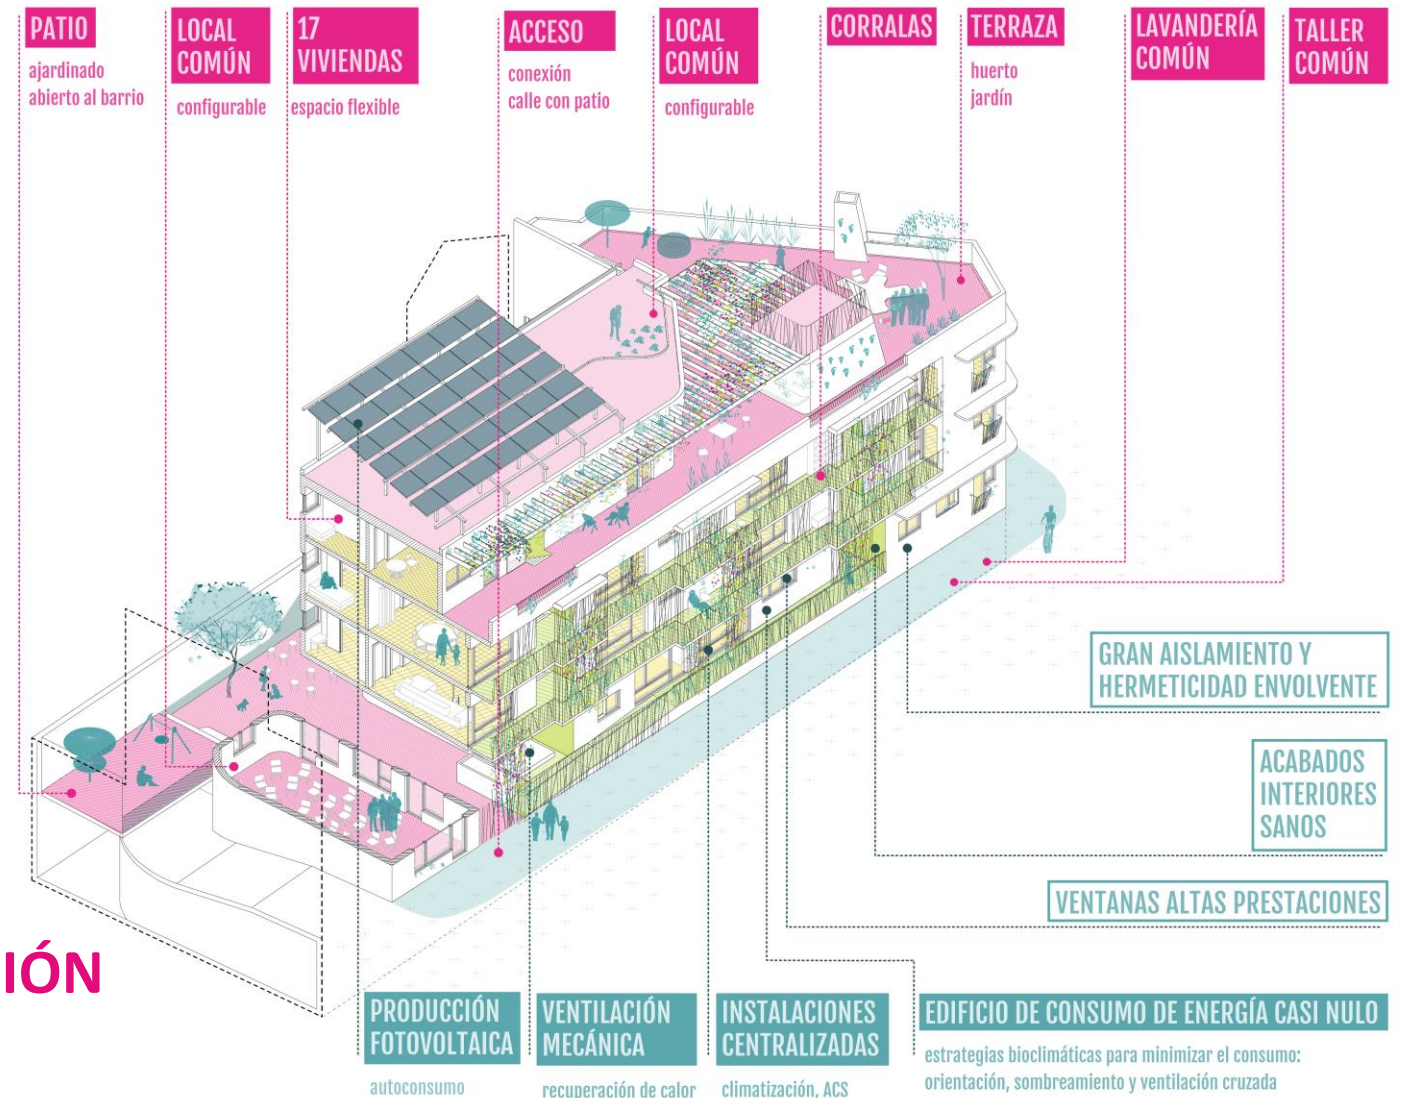 PATIO
ajardinado
abierto al barrio
LOCAL
COMÚN
configurable
17
VIVIENDAS
espacio flexible
ACCESO
conexión
calle con patio
LOCAL
COMÚN
configurable
CORRALAS
TERRAZA
huerto
jardín
LAVANDERÍA
COMÚN
TALLER
COMÚN
GRAN AISLAMIENTO Y
HERMETICIDAD ENVOLVENTE
ACABADOS
INTERIORES
SANOS
VENTANAS ALTAS PRESTACIONES
IÓN
PRODUCCIÓN
FOTOVOLTAICA
autoconsumo
VENTILACIÓN
MECÁNICA
recuperación de calor
INSTALACIONES
CENTRALIZADAS
climatización, ACS
EDIFICIO DE CONSUMO DE ENERGÍA CASI NULO
estrategias bioclimáticas para minimizar el consumo:
orientación, sombreamiento y ventilación cruzada